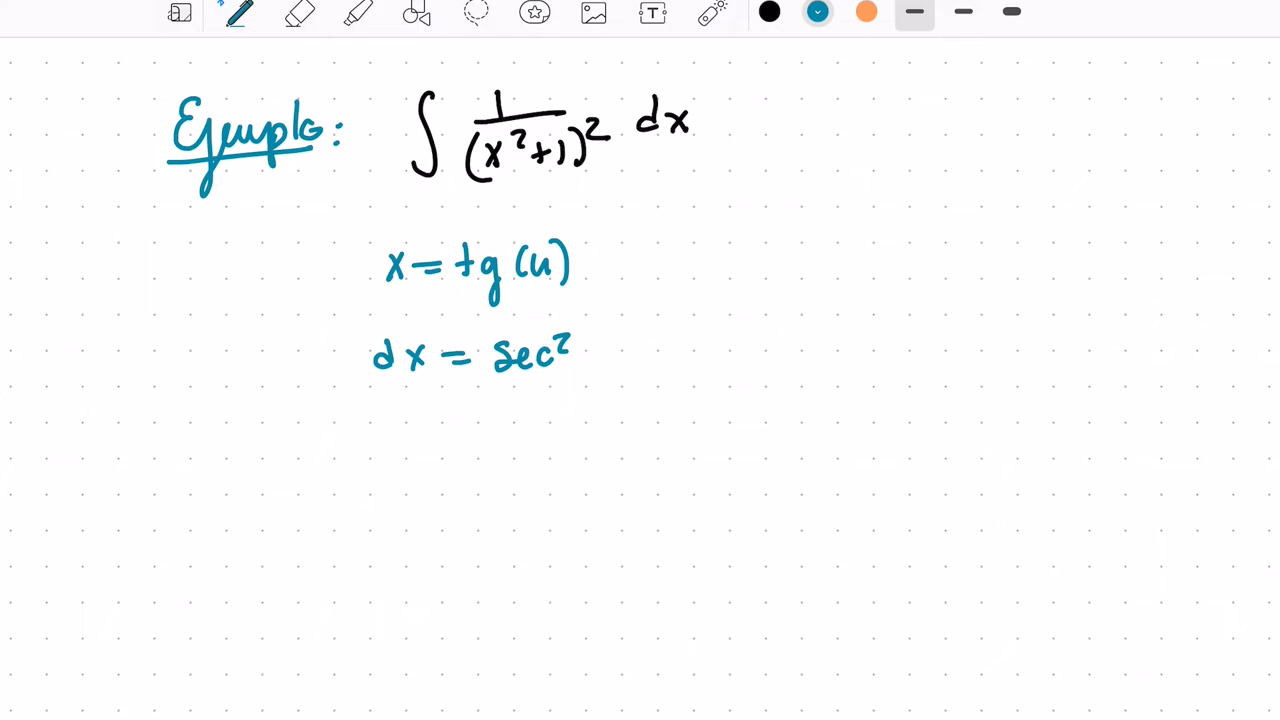 Ejemplo: ∫ 1/(x²+1)² dx
x = tg(u)
dx = sec²